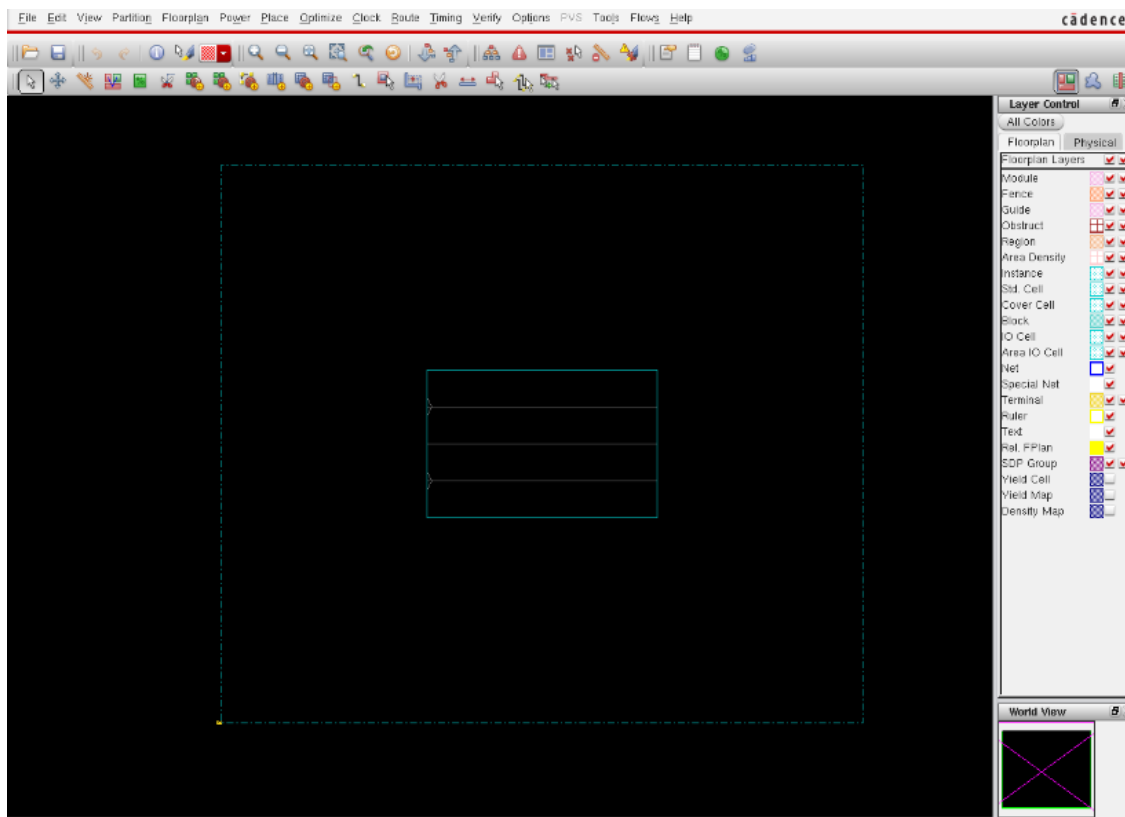 File Edit View Partition Floorplan Power Place Optimize Clock Route Timing Verify Options PVS Tools Flows Help
cādence
Layer Control
All Colors
Floorplan Physical
Floorplan Layers
Module
Fence
Guide
Obstruct
Region
Area Density
Instance
Std. Cell
Cover Cell
Block
IO Cell
Area IO Cell
Net
Special Net
Terminal
Ruler
Text
Rel. FPlan
SDP Group
Yield Cell
Yield Map
Density Map
World View